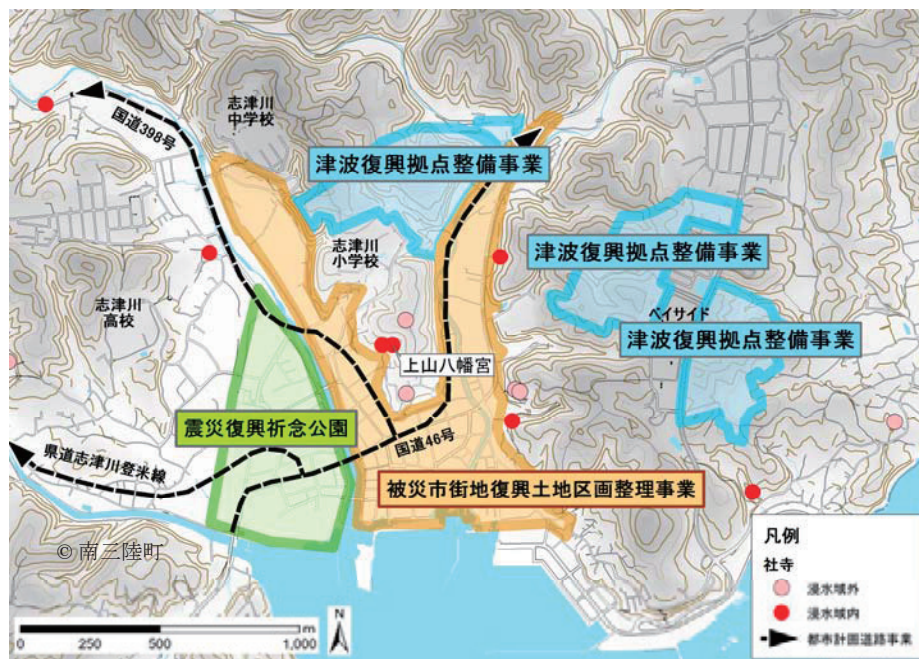 志津川
中学校
国道398号
津波復興拠点整備事業
志津川
小学校
津波復興拠点整備事業
志津川
高校
ベイサイド
津波復興拠点整備事業
上山八幡宮
震災復興祈念公園
国道46号
県道志津川登米線
被災市街地復興土地区画整理事業
© 南三陸町
凡例
社寺
浸水域外
浸水域内
都市計画道路事業
N
m
0 250 500 1,000